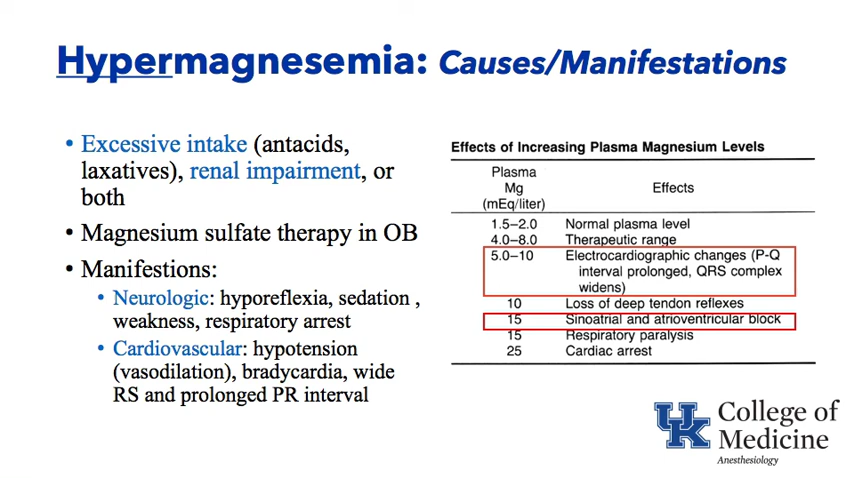 Hypermagnesemia: Causes/Manifestations
• Excessive intake (antacids,
laxatives), renal impairment, or
both
• Magnesium sulfate therapy in OB
• Manifestions:
• Neurologic: hyporeflexia, sedation ,
weakness, respiratory arrest
• Cardiovascular: hypotension
(vasodilation), bradycardia, wide
RS and prolonged PR interval
Effects of Increasing Plasma Magnesium Levels
Plasma
Mg Effects
(mEq/liter)
1.5–2.0 Normal plasma level
4.0–8.0 Therapeutic range
5.0–10 Electrocardiographic changes (P-Q
interval prolonged, QRS complex
widens)
10 Loss of deep tendon reflexes
15 Sinoatrial and atrioventricular block
15 Respiratory paralysis
25 Cardiac arrest
UK College of
Medicine
Anesthesiology